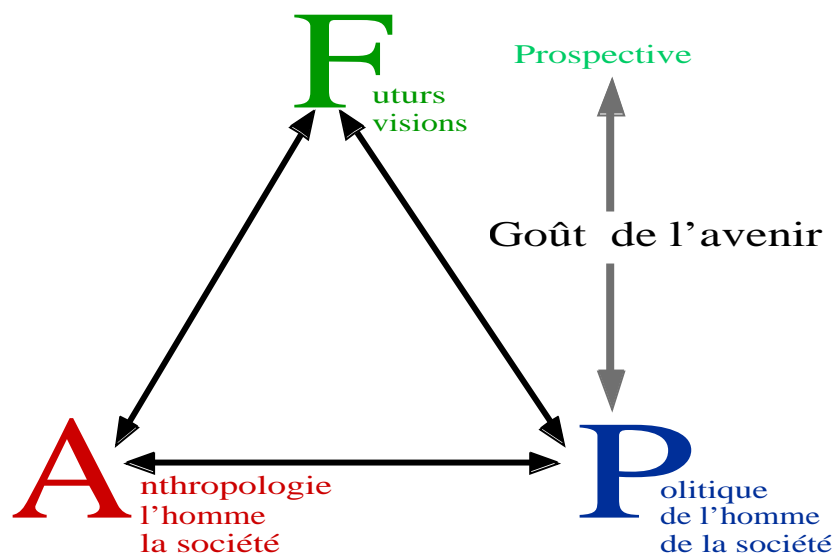 Futurs
visions
Prospective
Goût de l’avenir
Anthropologie
l’homme
la société
Politique
de l’homme
de la société